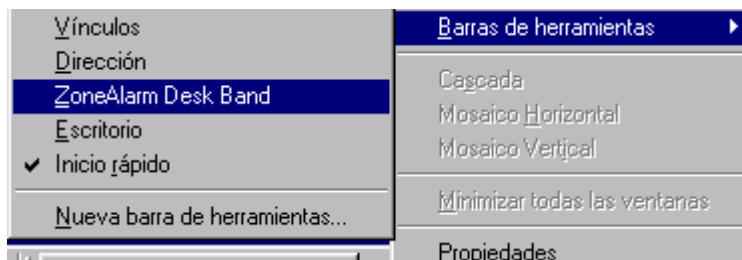 Vínculos
Dirección
ZoneAlarm Desk Band
Escritorio
Inicio rápido
Nueva barra de herramientas...
Barras de herramientas
Cascada
Mosaico Horizontal
Mosaico Vertical
Minimizar todas las ventanas
Propiedades